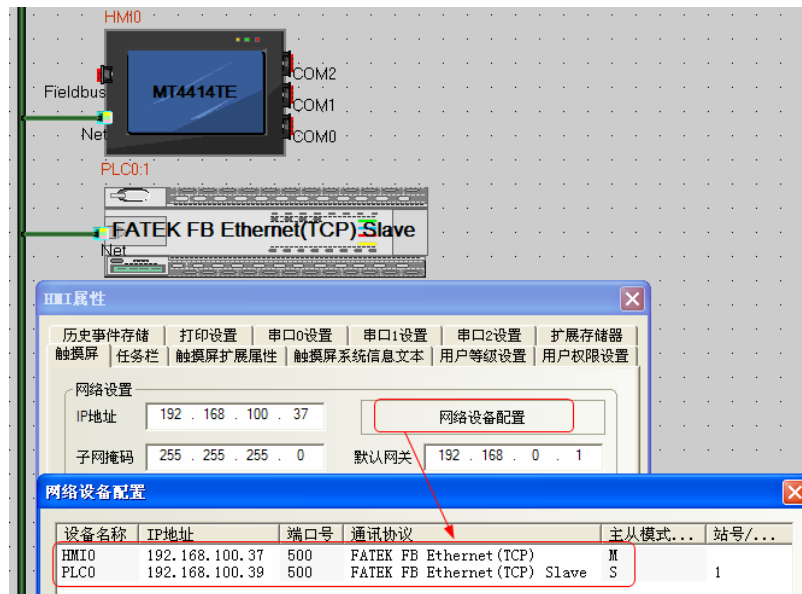 HMI0
COM2
Fieldbus
MT4414TE
COM1
Net
COM0
PLC0:1
FATEK FB Ethernet(TCP) Slave
Net
HMI属性
历史事件存储 打印设置 串口0设置 串口1设置 串口2设置 扩展存储器
触摸屏 任务栏 触摸屏扩展属性 触摸屏系统信息文本 用户等级设置 用户权限设置
网络设置
IP地址 192 . 168 . 100 . 37 网络设备配置
子网掩码 255 . 255 . 255 . 0 默认网关 192 . 168 . 0 . 1
网络设备配置
设备名称 IP地址 端口号 通讯协议 主从模式... 站号/...
HMI0 192.168.100.37 500 FATEK FB Ethernet(TCP) M
PLC0 192.168.100.39 500 FATEK FB Ethernet(TCP) Slave S 1